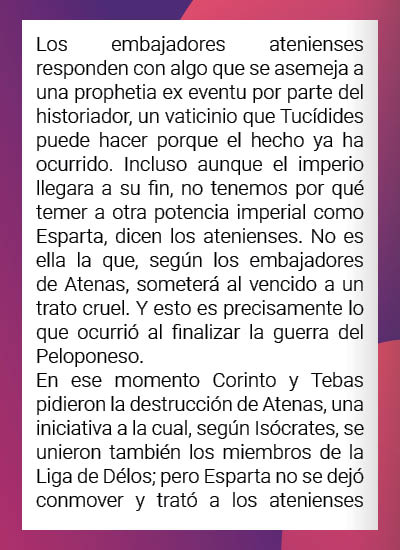 Los embajadores atenienses
responden con algo que se asemeja a
una prophetia ex eventu por parte del
historiador, un vaticinio que Tucídides
puede hacer porque el hecho ya ha
ocurrido. Incluso aunque el imperio
llegara a su fin, no tenemos por qué
temer a otra potencia imperial como
Esparta, dicen los atenienses. No es
ella la que, según los embajadores
de Atenas, someterá al vencido a un
trato cruel. Y esto es precisamente lo
que ocurrió al finalizar la guerra del
Peloponeso.
En ese momento Corinto y Tebas
pidieron la destrucción de Atenas, una
iniciativa a la cual, según Isócrates, se
unieron también los miembros de la
Liga de Délos; pero Esparta no se dejó
conmover y trató a los atenienses